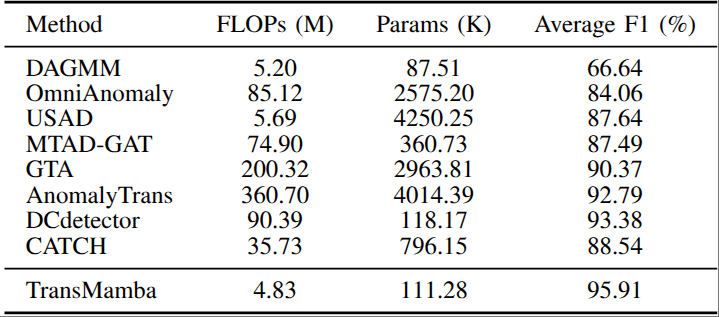 Method FLOPs (M) Params (K) Average F1 (%)
DAGMM 5.20 87.51 66.64
OmniAnomaly 85.12 2575.20 84.06
USAD 5.69 4250.25 87.64
MTAD-GAT 74.90 360.73 87.49
GTA 200.32 2963.81 90.37
AnomalyTrans 360.70 4014.39 92.79
DCdetector 90.39 118.17 93.38
CATCH 35.73 796.15 88.54
TransMamba 4.83 111.28 95.91